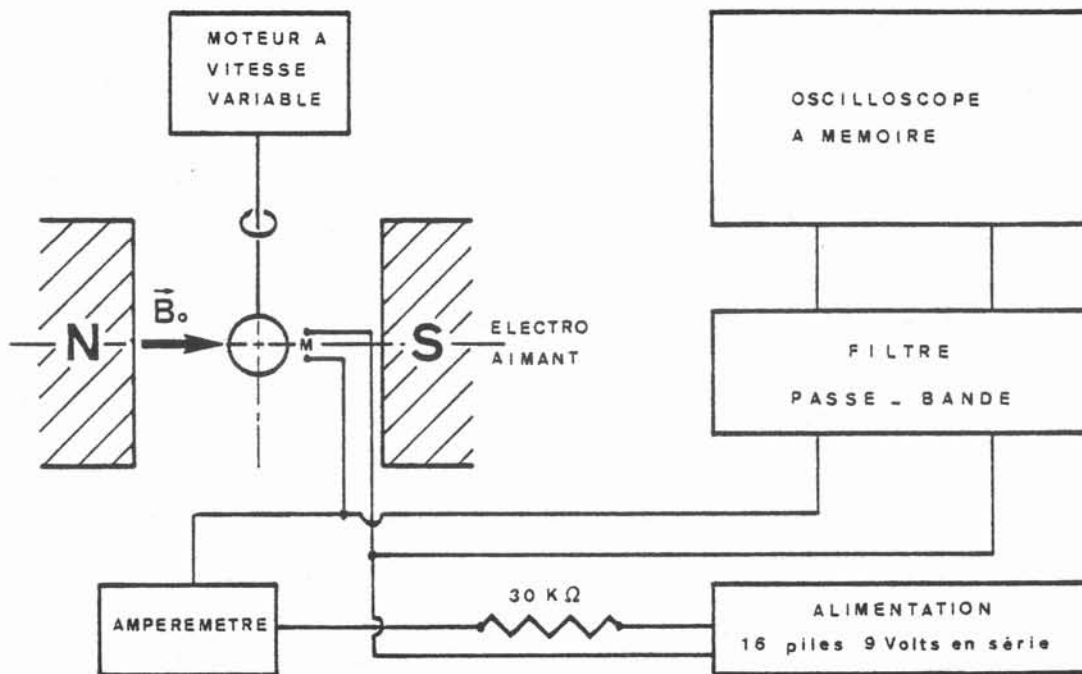 MOTEUR A
VITESSE
VARIABLE
OSCILLOSCOPE
A MEMOIRE
N
B₀
M
S
ELECTRO
AIMANT
FILTRE
PASSE _ BANDE
AMPEREMETRE
30 KΩ
ALIMENTATION
16 piles 9 Volts en série